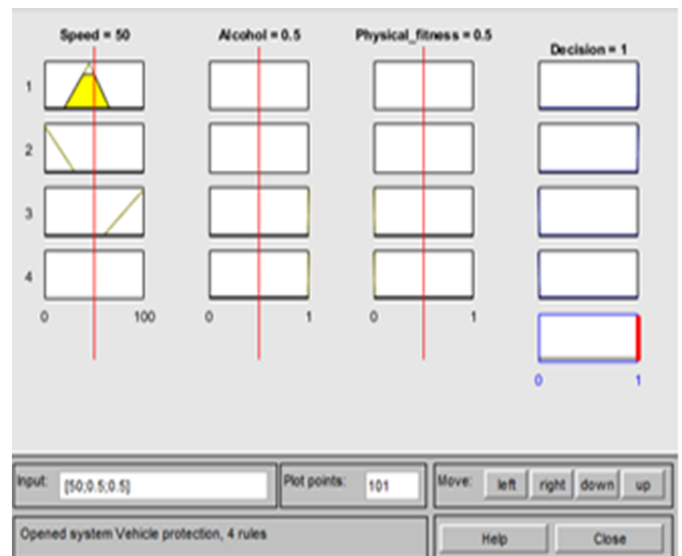 Speed = 50 Alcohol = 0.5 Physical_fitness = 0.5 Decision = 1
1
2
3
4
0 100 0 1 0 1
0 1
Input: [50;0.5;0.5] Plot points: 101 Move: left right down up
Opened system Vehicle protection, 4 rules Help Close